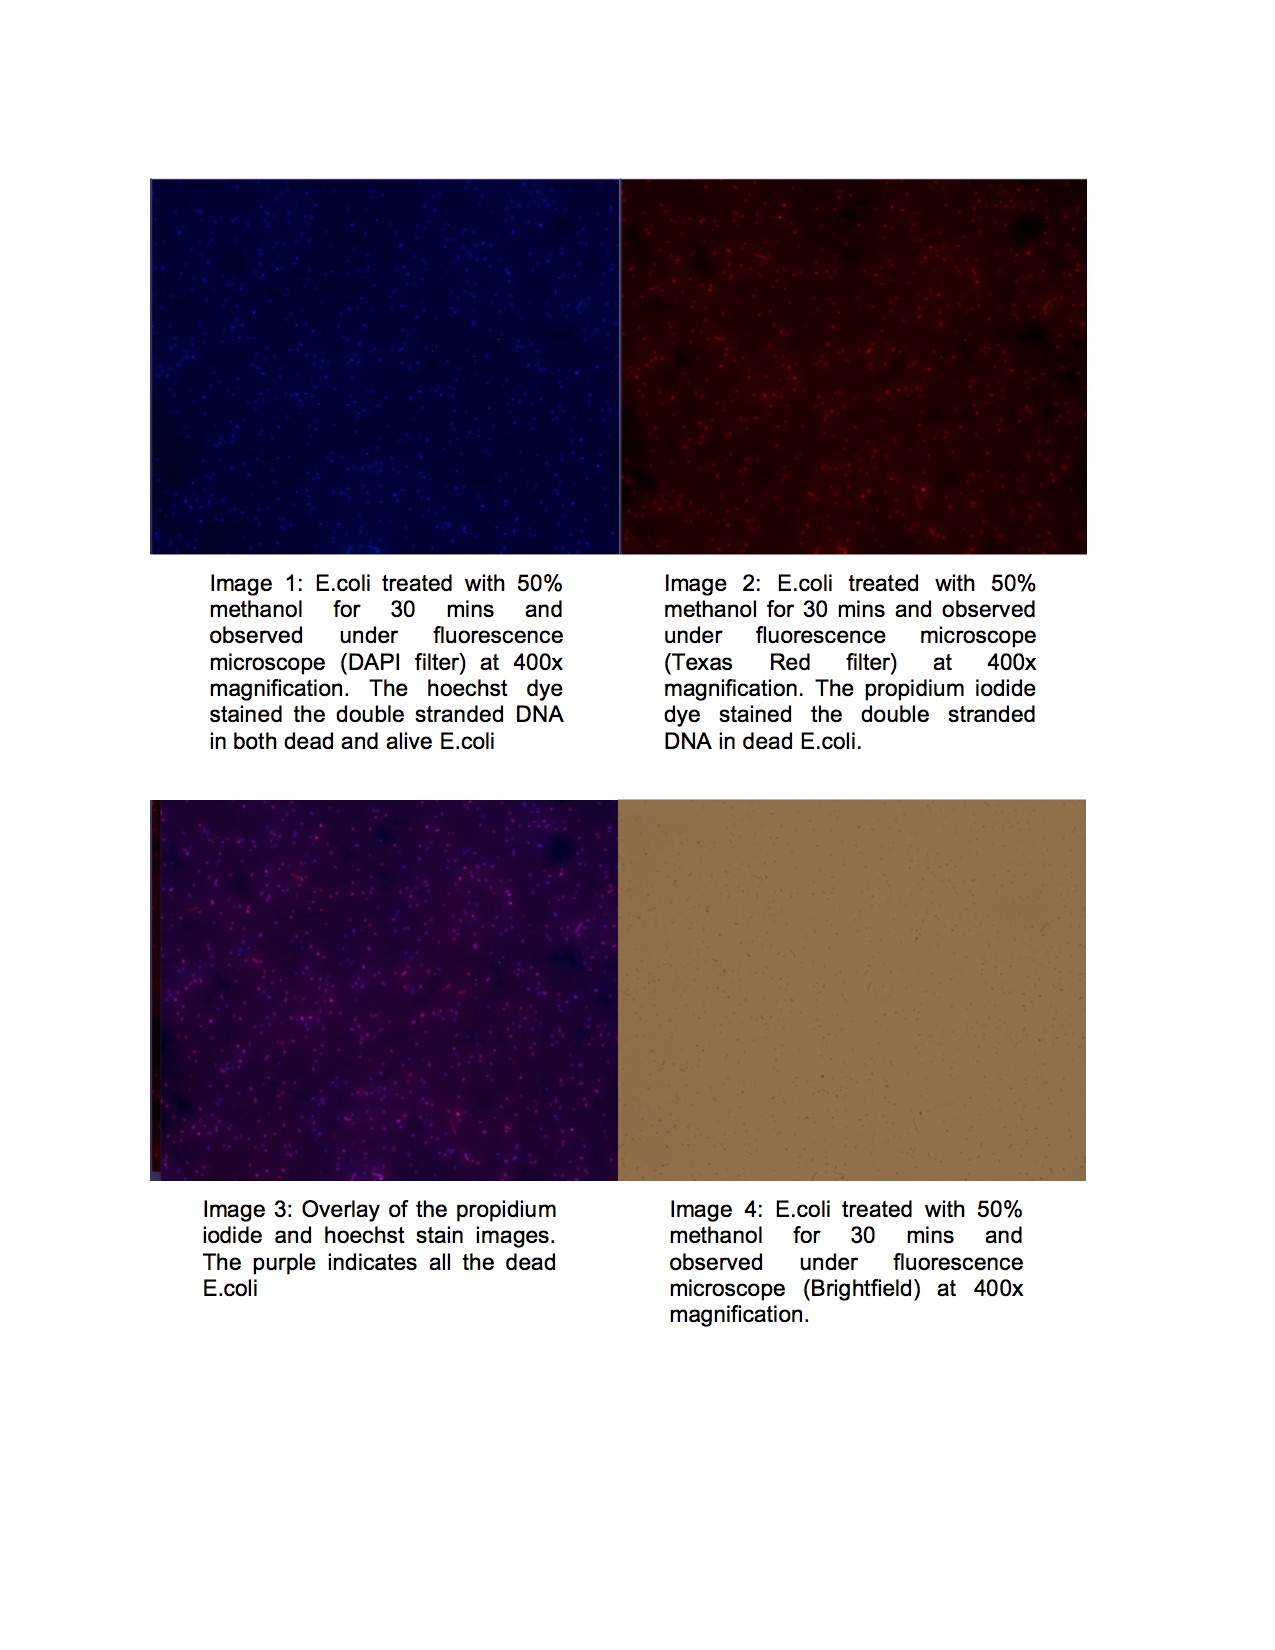 Image 1: E.coli treated with 50%
methanol for 30 mins and
observed under fluorescence
microscope (DAPI filter) at 400x
magnification. The hoechst dye
stained the double stranded DNA
in both dead and alive E.coli
Image 2: E.coli treated with 50%
methanol for 30 mins and observed
under fluorescence microscope
(Texas Red filter) at 400x
magnification. The propidium iodide
dye stained the double stranded
DNA in dead E.coli.
Image 3: Overlay of the propidium
iodide and hoechst stain images.
The purple indicates all the dead
E.coli
Image 4: E.coli treated with 50%
methanol for 30 mins and
observed under fluorescence
microscope (Brightfield) at 400x
magnification.